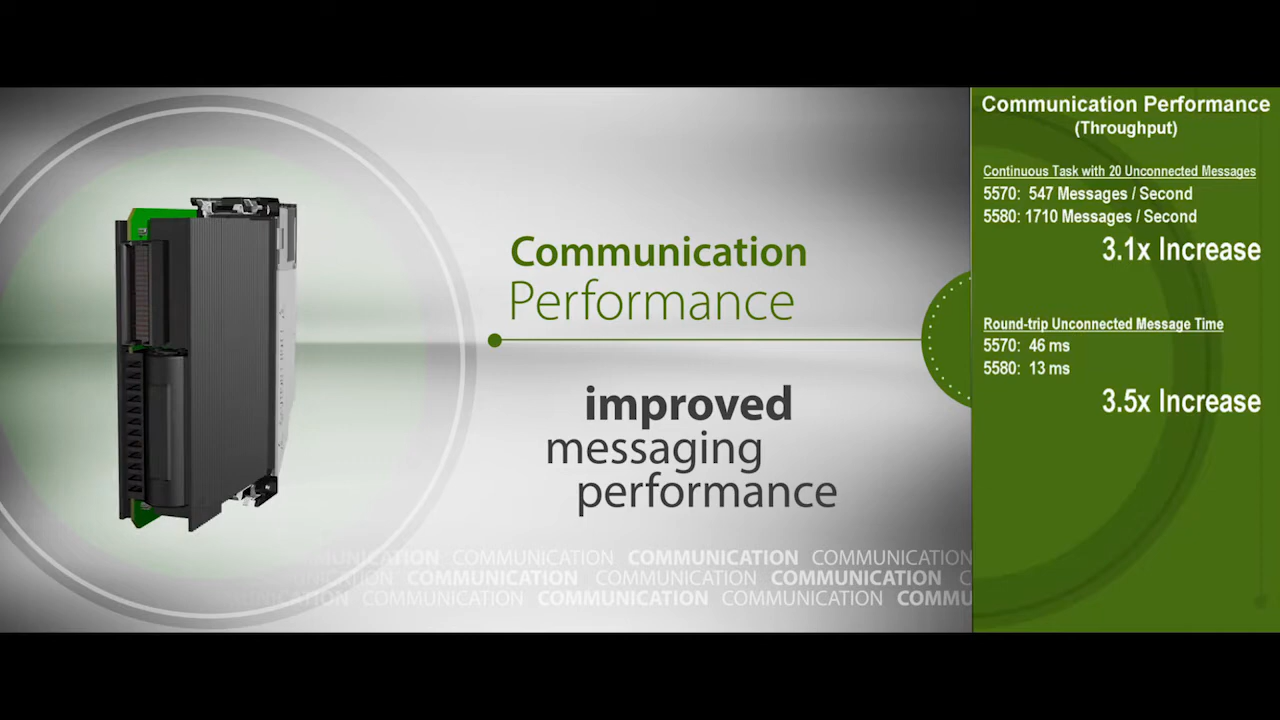 Communication
Performance
improved
messaging
performance
COMMUNICATION COMMUNICATION COMMUNICATION
COMMUNICATION COMMUNICATION COMMUNICATION
COMMUNICATION COMMUNICATION COMMUNICATION
Communication Performance
(Throughput)
Continuous Task with 20 Unconnected Messages
5570: 547 Messages / Second
5580: 1710 Messages / Second
3.1x Increase
Round-trip Unconnected Message Time
5570: 46 ms
5580: 13 ms
3.5x Increase